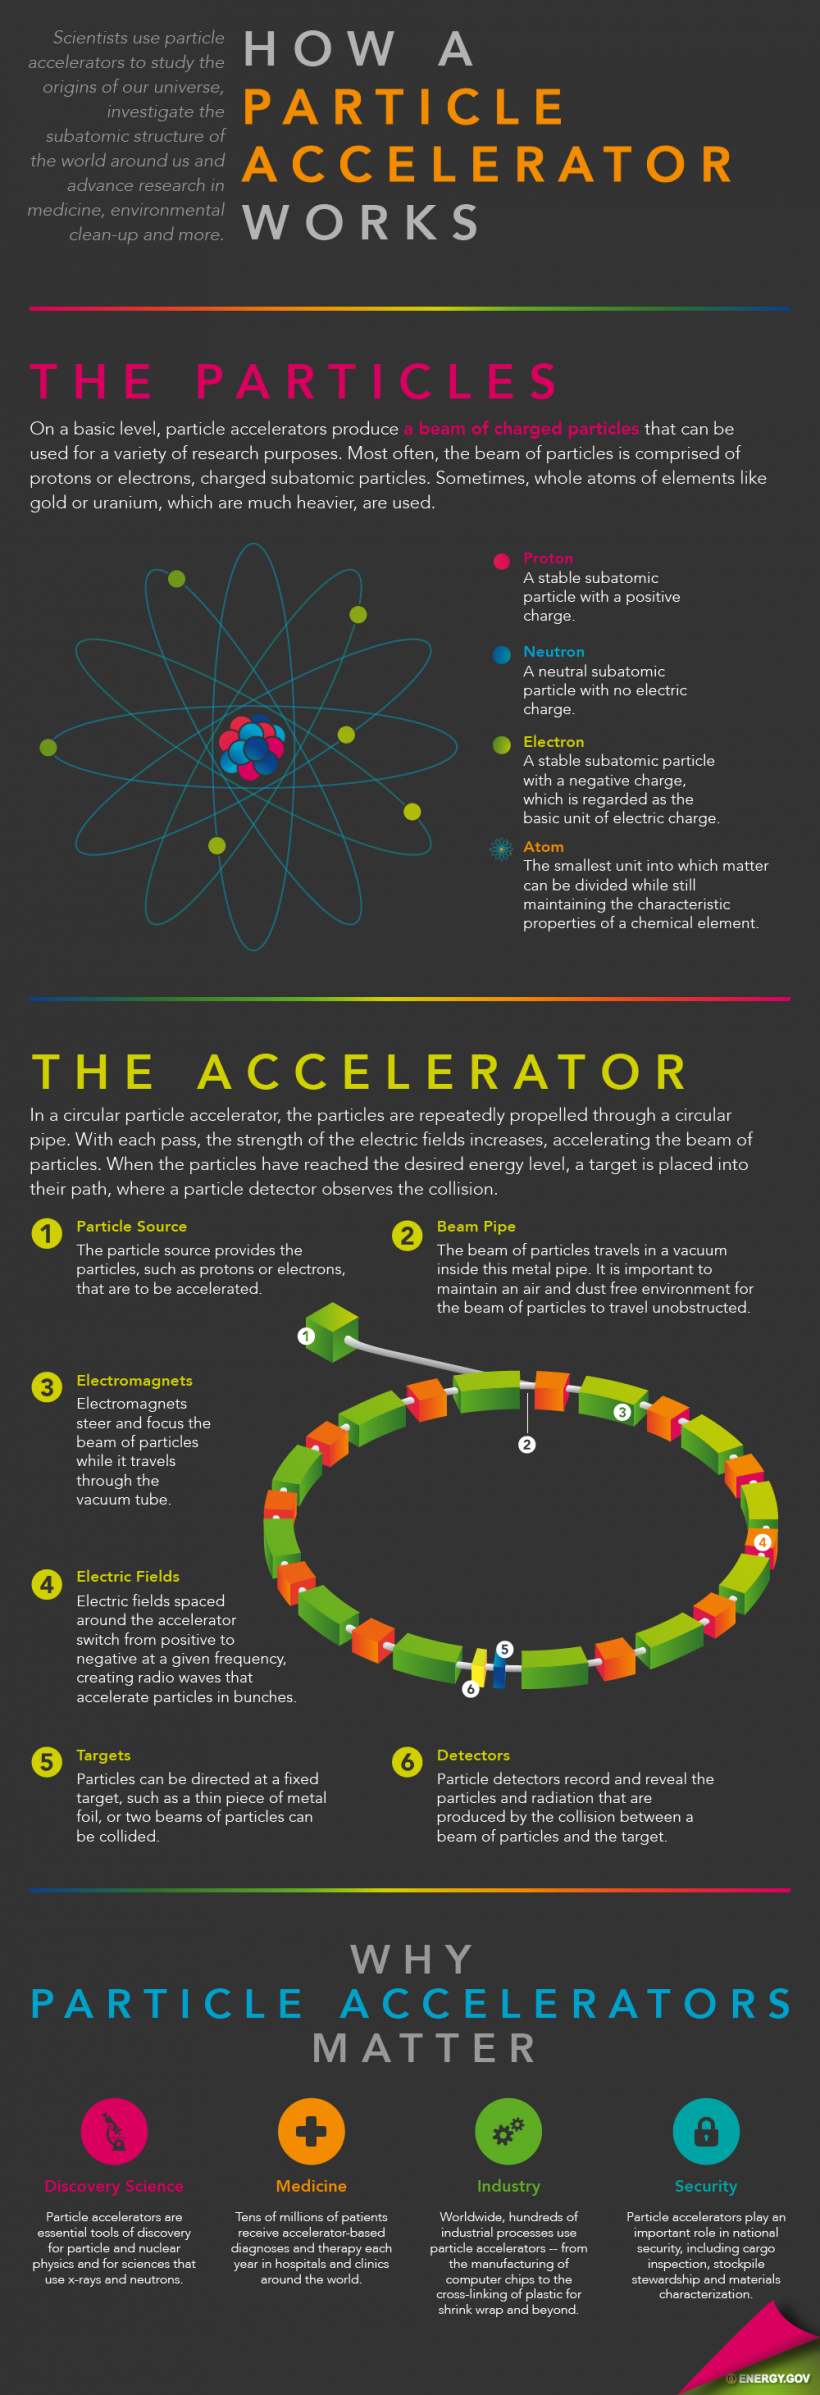 Scientists use particle
accelerators to study the
origins of our universe,
investigate the
subatomic structure of
the world around us and
advance research in
medicine, environmental
clean-up and more.
HOW A
PARTICLE
ACCELERATOR
WORKS
THE PARTICLES
On a basic level, particle accelerators produce a beam of charged particles that can be
used for a variety of research purposes. Most often, the beam of particles is comprised of
protons or electrons, charged subatomic particles. Sometimes, whole atoms of elements like
gold or uranium, which are much heavier, are used.
Proton
A stable subatomic
particle with a positive
charge.
Neutron
A neutral subatomic
particle with no electric
charge.
Electron
A stable subatomic particle
with a negative charge,
which is regarded as the
basic unit of electric charge.
Atom
The smallest unit into which matter
can be divided while still
maintaining the characteristic
properties of a chemical element.
THE ACCELERATOR
In a circular particle accelerator, the particles are repeatedly propelled through a circular
pipe. With each pass, the strength of the electric fields increases, accelerating the beam of
particles. When the particles have reached the desired energy level, a target is placed into
their path, where a particle detector observes the collision.
1 Particle Source
The particle source provides the
particles, such as protons or electrons,
that are to be accelerated.
2 Beam Pipe
The beam of particles travels in a vacuum
inside this metal pipe. It is important to
maintain an air and dust free environment for
the beam of particles to travel unobstructed.
1
3 Electromagnets
Electromagnets
steer and focus the
beam of particles
while it travels
through the
vacuum tube.
3
2
4
4 Electric Fields
Electric fields spaced
around the accelerator
switch from positive to
negative at a given frequency,
creating radio waves that
accelerate particles in bunches.
5
6
5 Targets
Particles can be directed at a fixed
target, such as a thin piece of metal
foil, or two beams of particles can
be collided.
6 Detectors
Particle detectors record and reveal the
particles and radiation that are
produced by the collision between a
beam of particles and the target.
WHY
PARTICLE ACCELERATORS
MATTER
Discovery Science
Particle accelerators are
essential tools of discovery
for particle and nuclear
physics and for sciences that
use x-rays and neutrons.
Medicine
Tens of millions of patients
receive accelerator-based
diagnoses and therapy each
year in hospitals and clinics
around the world.
Industry
Worldwide, hundreds of
industrial processes use
particle accelerators -- from
the manufacturing of
computer chips to the
cross-linking of plastic for
shrink wrap and beyond.
Security
Particle accelerators play an
important role in national
security, including cargo
inspection, stockpile
stewardship and materials
characterization.
ENERGY.GOV